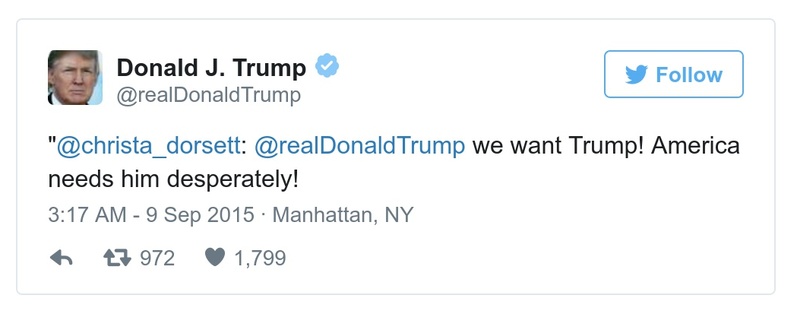 Donald J. Trump
@realDonaldTrump
Follow
"@christa_dorsett: @realDonaldTrump we want Trump! America
needs him desperately!
3:17 AM - 9 Sep 2015 · Manhattan, NY
972 1,799